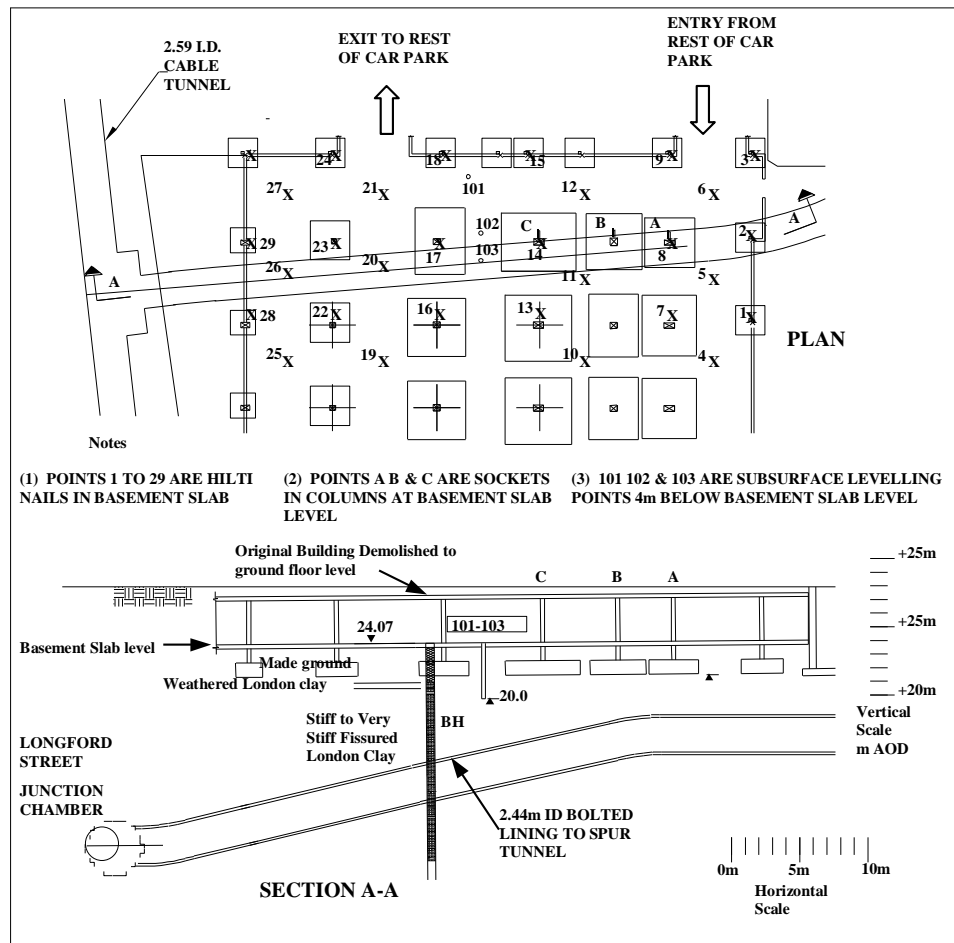 2.59 I.D.
CABLE
TUNNEL
EXIT TO REST
OF CAR PARK
ENTRY FROM
REST OF CAR
PARK
24
18
15
9
3
27
X
21
X
101
12
X
6
X
102
C
B
A
A
29
23
17
103
14
8
2
26
X
20
X
11
X
5
X
A
28
22
16
13
7
X
1
PLAN
25
X
19
X
10
X
4
X
Notes
(1) POINTS 1 TO 29 ARE HILTI
NAILS IN BASEMENT SLAB
(2) POINTS A B & C ARE SOCKETS
IN COLUMNS AT BASEMENT SLAB
LEVEL
(3) 101 102 & 103 ARE SUBSURFACE LEVELLING
POINTS 4m BELOW BASEMENT SLAB LEVEL
Original Building Demolished to
ground floor level
C
B
A
+25m
24.07
101-103
+25m
Basement Slab level
Made ground
Weathered London clay
20.0
+20m
Stiff to Very
Stiff Fissured
London Clay
BH
Vertical
Scale
m AOD
LONGFORD
STREET
JUNCTION
CHAMBER
2.44m ID BOLTED
LINING TO SPUR
TUNNEL
0m
5m
10m
Horizontal
Scale
SECTION A-A